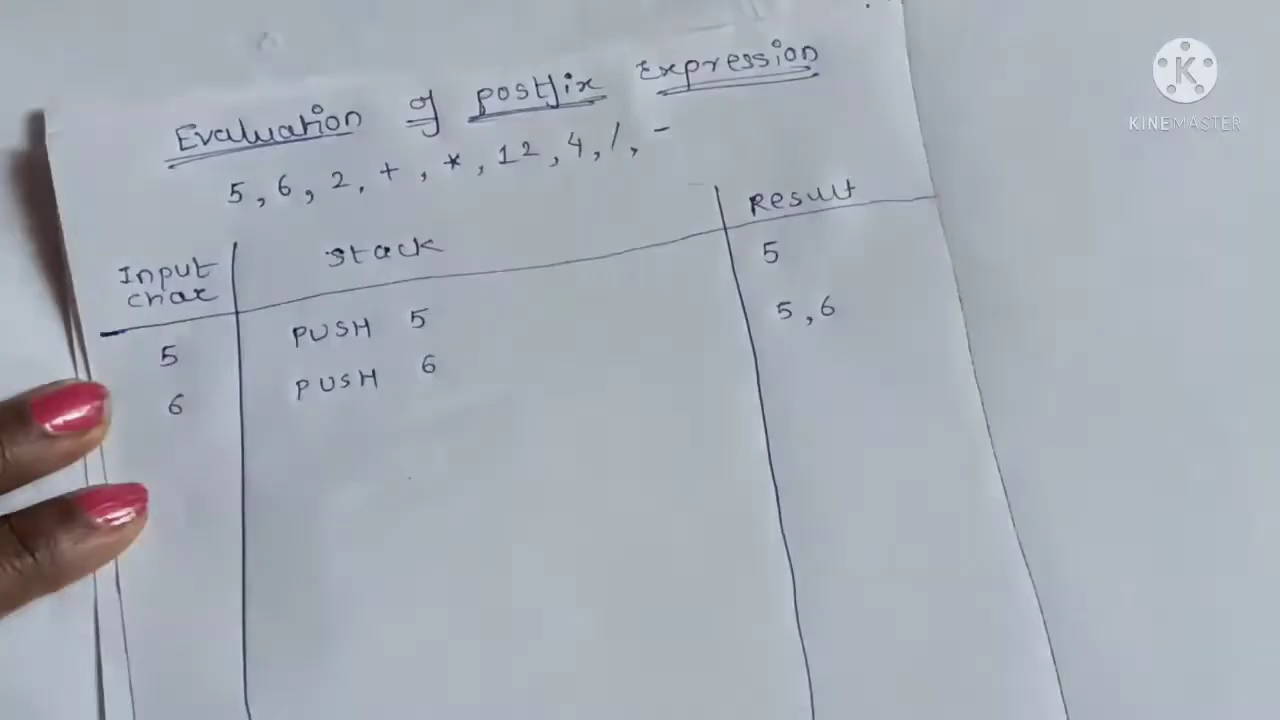 Evaluation of postfix Expression
5, 6, 2, +, *, 12, 4, /, -
Input char Stack Result
5 PUSH 5 5
6 PUSH 6 5, 6
K
KINEMASTER